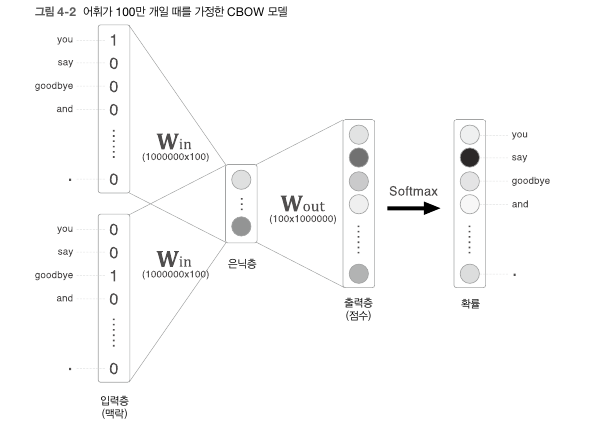 그림 4-2 어휘가 100만 개일 때를 가정한 CBOW 모델
you 1
say 0
goodbye 0
and 0
. 0
Win
(1000000x100)
you 0
say 0
goodbye 1
and 0
. 0
Win
(1000000x100)
입력층
(맥락)
은닉층
Wout
(100x1000000)
출력층
(점수)
Softmax
you
say
goodbye
and
.
확률